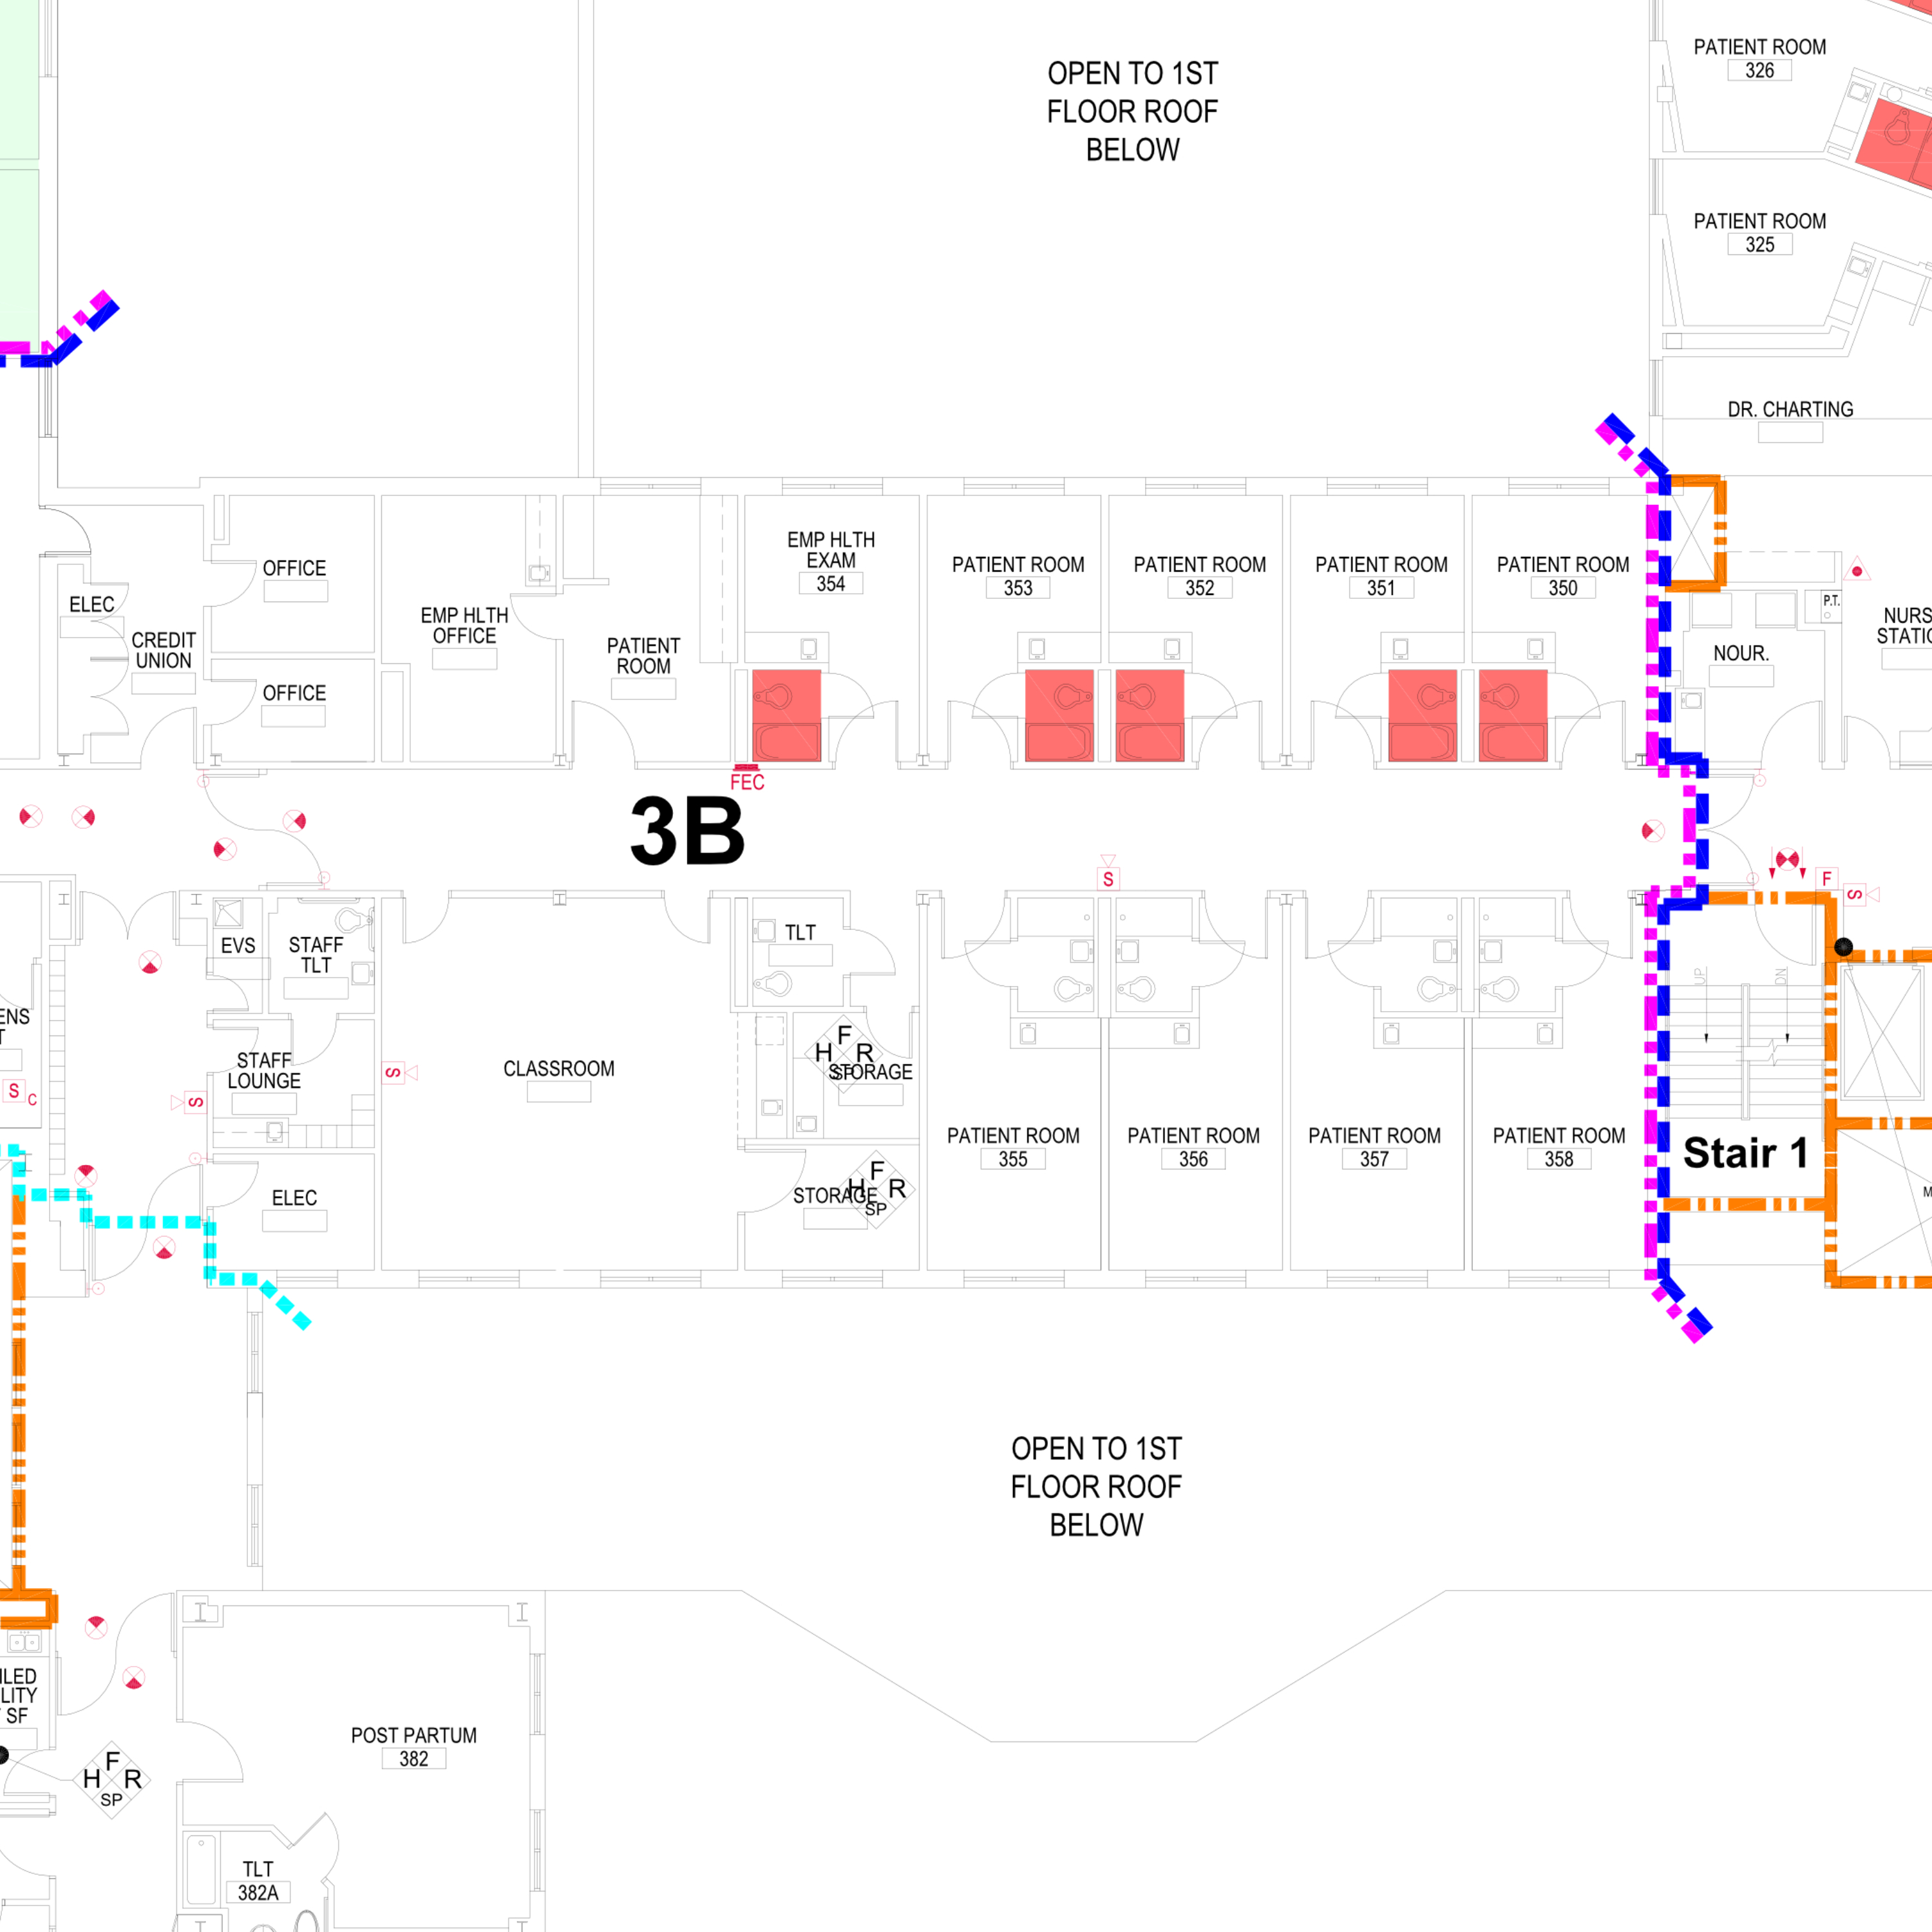 OPEN TO 1ST
FLOOR ROOF
BELOW
PATIENT ROOM
326
PATIENT ROOM
325
DR. CHARTING
OFFICE
ELEC
CREDIT
UNION
OFFICE
EMP HLTH
OFFICE
PATIENT
ROOM
EMP HLTH
EXAM
354
PATIENT ROOM
353
PATIENT ROOM
352
PATIENT ROOM
351
PATIENT ROOM
350
P.T.
NOUR.
NURS
STATIO
FEC
3B
S
F
S
EVS
STAFF
TLT
TLT
UP
DN
ENS
T
S
C
STAFF
LOUNGE
S
S
CLASSROOM
F
H R
SP
STORAGE
PATIENT ROOM
355
PATIENT ROOM
356
PATIENT ROOM
357
PATIENT ROOM
358
Stair 1
M
ELEC
F
H R
SP
STORAGE
OPEN TO 1ST
FLOOR ROOF
BELOW
ILED
LITY
SF
F
H R
SP
POST PARTUM
382
TLT
382A